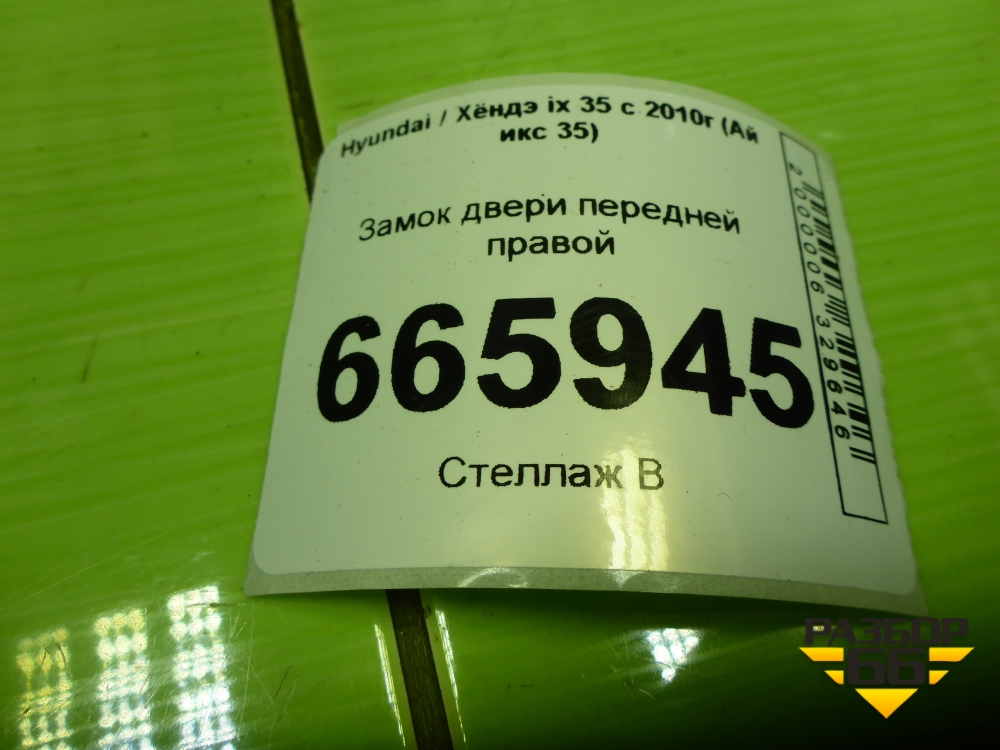 Hyundai / Хёндэ ix 35 с 2010г (Ай
икс 35)
Замок двери передней
правой
665945
Стеллаж В
2000006329646
РАЗБОР
66